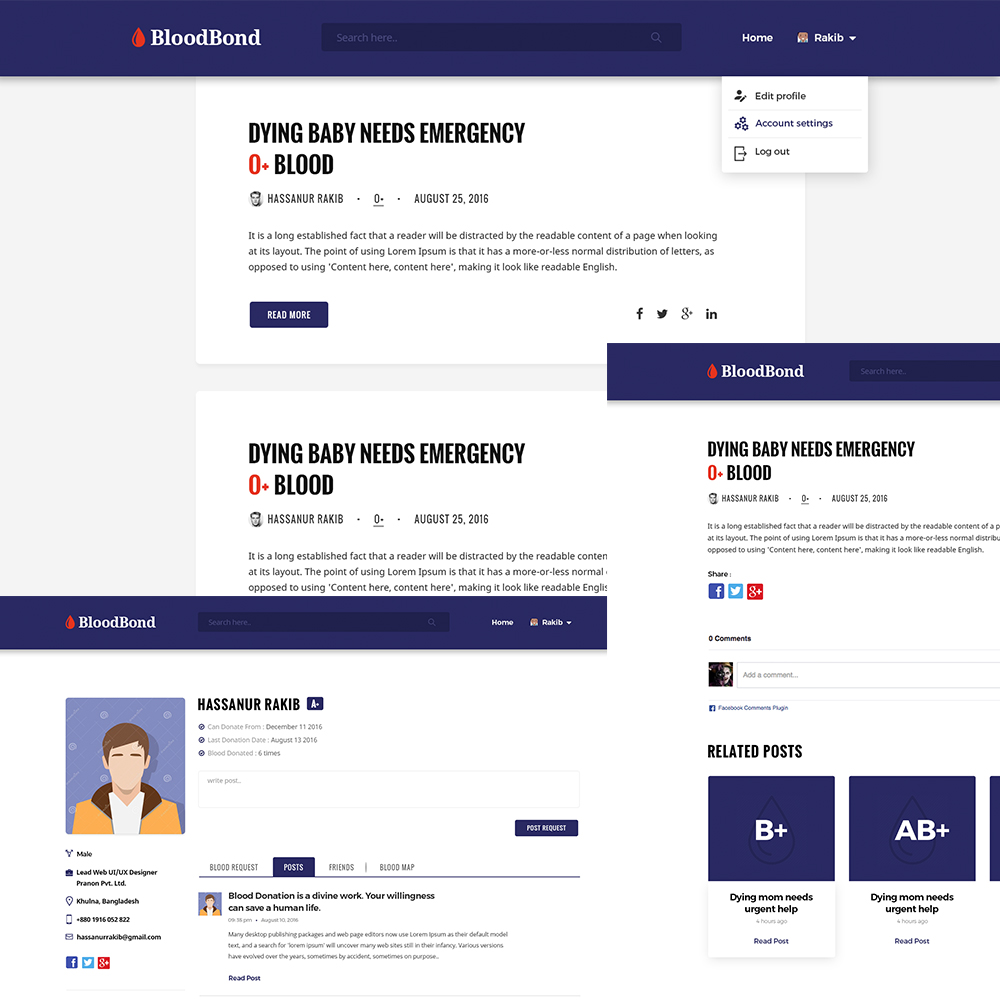 BloodBond
Search here..
Home
Rakib
Edit profile
Account settings
Log out
DYING BABY NEEDS EMERGENCY
O+ BLOOD
HASSANUR RAKIB • O+ • AUGUST 25, 2016
It is a long established fact that a reader will be distracted by the readable content of a page when looking
at its layout. The point of using Lorem Ipsum is that it has a more-or-less normal distribution of letters, as
opposed to using 'Content here, content here', making it look like readable English.
READ MORE
DYING BABY NEEDS EMERGENCY
O+ BLOOD
HASSANUR RAKIB • O+ • AUGUST 25, 2016
It is a long established fact that a reader will be distracted by the readable conten
at its layout. The point of using Lorem Ipsum is that it has a more-or-less normal
opposed to using 'Content here, content here', making it look like readable Englis
BloodBond
Search here..
DYING BABY NEEDS EMERGENCY
O+ BLOOD
HASSANUR RAKIB • O+ • AUGUST 25, 2016
It is a long established fact that a reader will be distracted by the readable content of a p
at its layout. The point of using Lorem Ipsum is that it has a more-or-less normal distribu
opposed to using 'Content here, content here', making it look like readable English.
Share :
0 Comments
Add a comment...
Facebook Comments Plugin
RELATED POSTS
B+
AB+
Dying mom needs
urgent help
4 hours ago
Read Post
Dying mom needs
urgent help
4 hours ago
Read Post
BloodBond
Search here..
Home
Rakib
HASSANUR RAKIB A+
Can Donate From : December 11 2016
Last Donation Date : August 13 2016
Blood Donated : 6 times
write post..
POST REQUEST
Male
Lead Web UI/UX Designer
Pranon Pvt. Ltd.
Khulna, Bangladesh
+880 1916 052 822
hassanurrakib@gmail.com
BLOOD REQUEST
POSTS
FRIENDS
BLOOD MAP
Blood Donation is a divine work. Your willingness
can save a human life.
09:36 pm • August 10, 2016
Many desktop publishing packages and web page editors now use Lorem Ipsum as their default model
text, and a search for 'lorem ipsum' will uncover many web sites still in their infancy. Various versions
have evolved over the years, sometimes by accident, sometimes on purpose..
Read Post